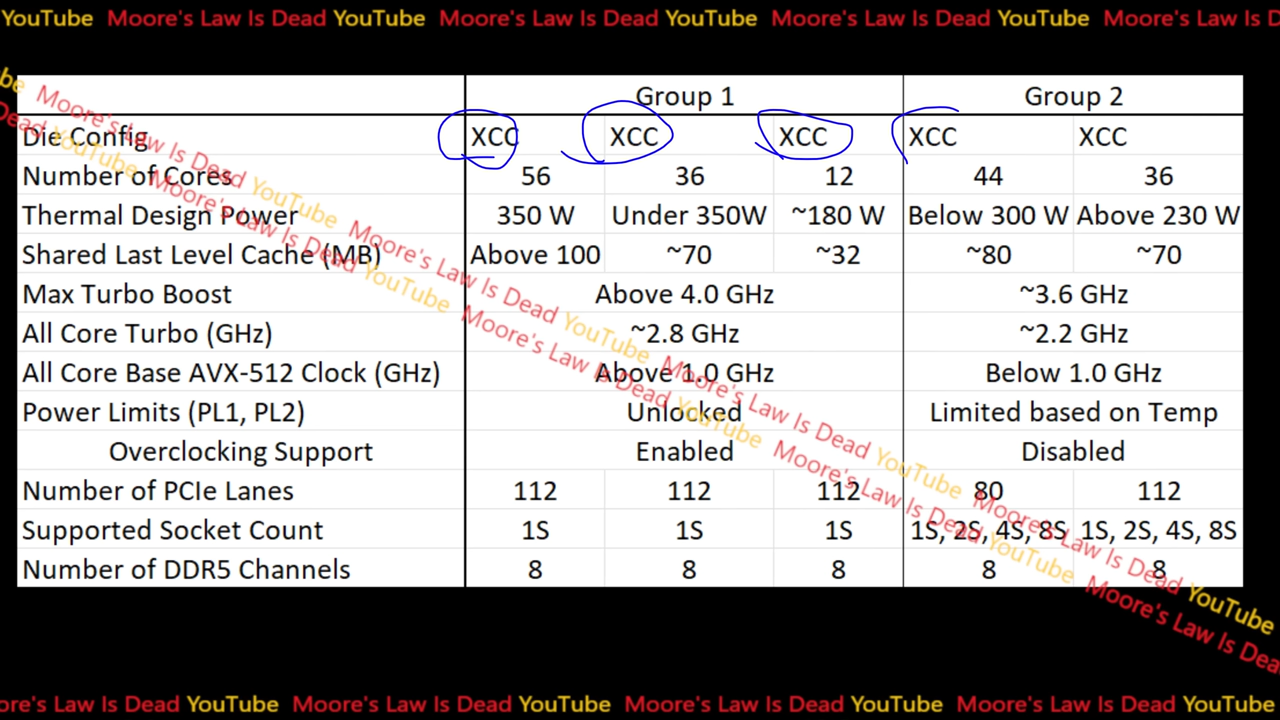 YouTube Moore's Law Is Dead YouTube Moore's Law Is Dead YouTube Moore's Law Is Dead YouTube Moore's Law Is D
Group 1 Group 2
Die Config XCC XCC XCC XCC XCC
Number of Cores 56 36 12 44 36
Thermal Design Power 350 W Under 350W ~180 W Below 300 W Above 230 W
Shared Last Level Cache (MB) Above 100 ~70 ~32 ~80 ~70
Max Turbo Boost Above 4.0 GHz ~3.6 GHz
All Core Turbo (GHz) ~2.8 GHz ~2.2 GHz
All Core Base AVX-512 Clock (GHz) Above 1.0 GHz Below 1.0 GHz
Power Limits (PL1, PL2) Unlocked Limited based on Temp
Overclocking Support Enabled Disabled
Number of PCIe Lanes 112 112 112 80 112
Supported Socket Count 1S 1S 1S 1S, 2S, 4S, 8S 1S, 2S, 4S, 8S
Number of DDR5 Channels 8 8 8 8 8
be Moore's Law Is Dead YouTube Moore's Law Is Dead YouTube Moore's Law Is Dead YouTube Moore's Law Is Dead YouTube
Dead YouTube Moore's Law Is Dead YouTube Moore's Law Is Dead YouTube Moore's Law Is Dead YouTube Moore's Law Is Dea
ore's Law Is Dead YouTube Moore's Law Is Dead YouTube Moore's Law Is Dead YouTube Moore's Law Is Dead YouTube